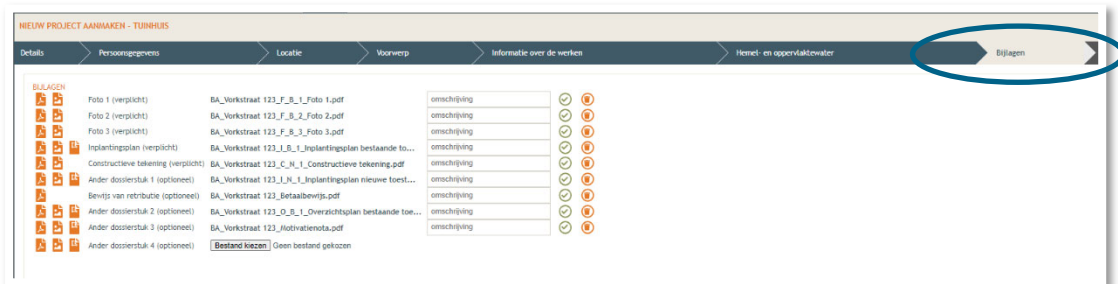 NIEUW PROJECT AANMAKEN - TUINHUIS
Details Persoonsgegevens Locatie Voorwerp Informatie over de werken Hemel- en oppervlaktewater Bijlagen
BIJLAGEN
Foto 1 (verplicht) BA_Vorkstraat 123_F_B_1_Foto 1.pdf omschrijving
Foto 2 (verplicht) BA_Vorkstraat 123_F_B_2_Foto 2.pdf omschrijving
Foto 3 (verplicht) BA_Vorkstraat 123_F_B_3_Foto 3.pdf omschrijving
Inplantingsplan (verplicht) BA_Vorkstraat 123_I_B_1_Inplantingsplan bestaande to... omschrijving
Constructieve tekening (verplicht) BA_Vorkstraat 123_C_N_1_Constructieve tekening.pdf omschrijving
Ander dossierstuk 1 (optioneel) BA_Vorkstraat 123_I_N_1_Inplantingsplan nieuwe toest... omschrijving
Bewijs van retributie (optioneel) BA_Vorkstraat 123_Betaalbewijs.pdf omschrijving
Ander dossierstuk 2 (optioneel) BA_Vorkstraat 123_O_B_1_Overzichtsplan bestaande toe... omschrijving
Ander dossierstuk 3 (optioneel) BA_Vorkstraat 123_Motivatienota.pdf omschrijving
Ander dossierstuk 4 (optioneel) Bestand kiezen Geen bestand gekozen